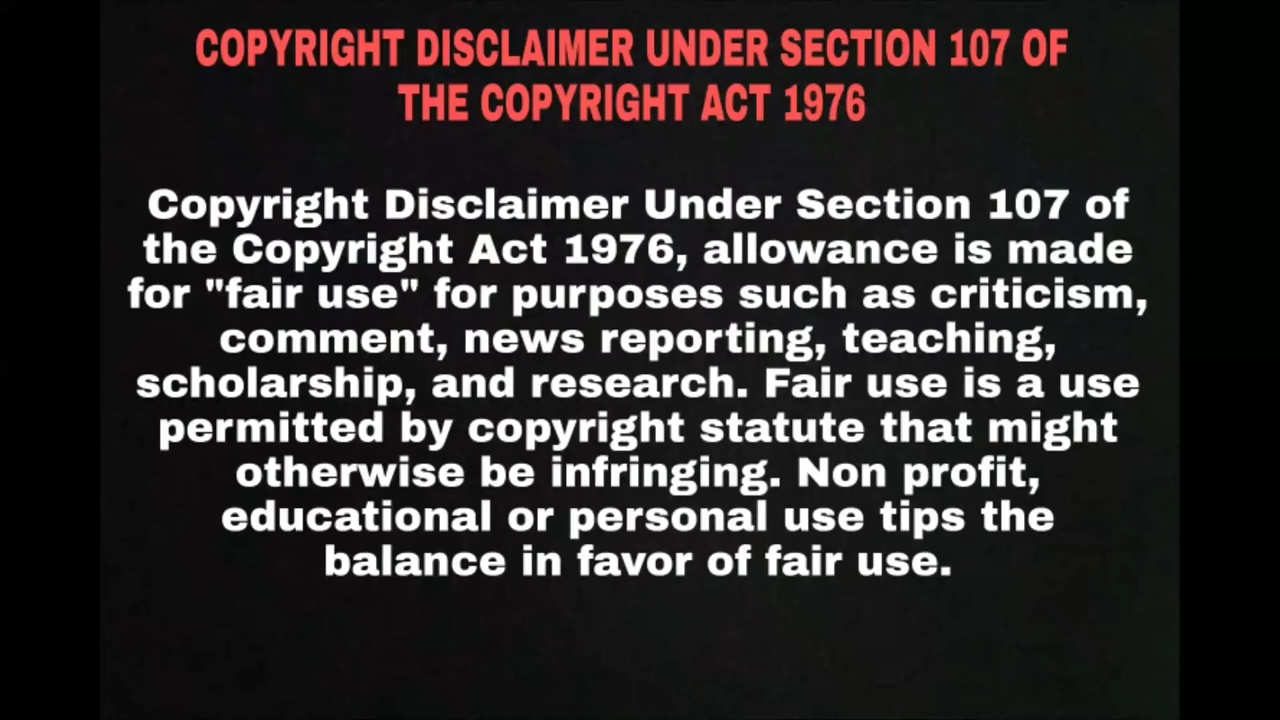 COPYRIGHT DISCLAIMER UNDER SECTION 107 OF
THE COPYRIGHT ACT 1976
Copyright Disclaimer Under Section 107 of
the Copyright Act 1976, allowance is made
for "fair use" for purposes such as criticism,
comment, news reporting, teaching,
scholarship, and research. Fair use is a use
permitted by copyright statute that might
otherwise be infringing. Non profit,
educational or personal use tips the
balance in favor of fair use.